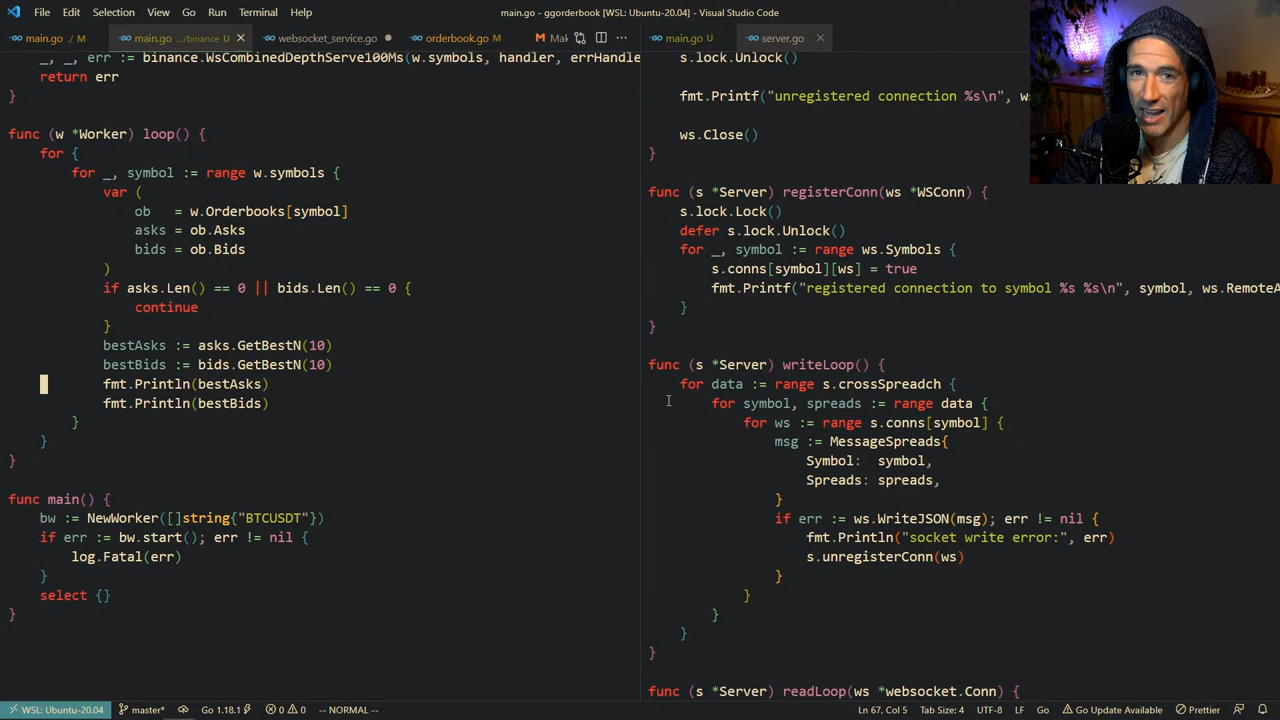 File Edit Selection View Go Run Terminal Help
main.go - ggorderbook [WSL: Ubuntu-20.04] - Visual Studio Code
main.go ./ M
main.go .../binance U
websocket_service.go
orderbook.go M
M Mak
main.go U
server.go
_, _, err := binance.WsCombinedDepthServe100Ms(w.symbols, handler, errHandle
return err
}
func (w *Worker) loop() {
for {
for _, symbol := range w.symbols {
var (
ob = w.Orderbooks[symbol]
asks = ob.Asks
bids = ob.Bids
)
if asks.Len() == 0 || bids.Len() == 0 {
continue
}
bestAsks := asks.GetBestN(10)
bestBids := bids.GetBestN(10)
fmt.Println(bestAsks)
fmt.Println(bestBids)
}
}
}
func main() {
bw := NewWorker([]string{"BTCUSDT"})
if err := bw.start(); err != nil {
log.Fatal(err)
}
select {}
}
s.lock.Unlock()
fmt.Printf("unregistered connection %s\n", ws
ws.Close()
}
func (s *Server) registerConn(ws *WSConn) {
s.lock.Lock()
defer s.lock.Unlock()
for _, symbol := range ws.Symbols {
s.conns[symbol][ws] = true
fmt.Printf("registered connection to symbol %s %s\n", symbol, ws.RemoteA
}
}
func (s *Server) writeLoop() {
for data := range s.crossSpreadch {
for symbol, spreads := range data {
for ws := range s.conns[symbol] {
msg := MessageSpreads{
Symbol: symbol,
Spreads: spreads,
}
if err := ws.WriteJSON(msg); err != nil {
fmt.Println("socket write error:", err)
s.unregisterConn(ws)
}
}
}
}
}
func (s *Server) readLoop(ws *websocket.Conn) {
WSL: Ubuntu-20.04 master* Go 1.18.1 0 0 -- NORMAL -- Ln 67, Col 5 Tab Size: 4 UTF-8 LF Go Go Update Available Prettier